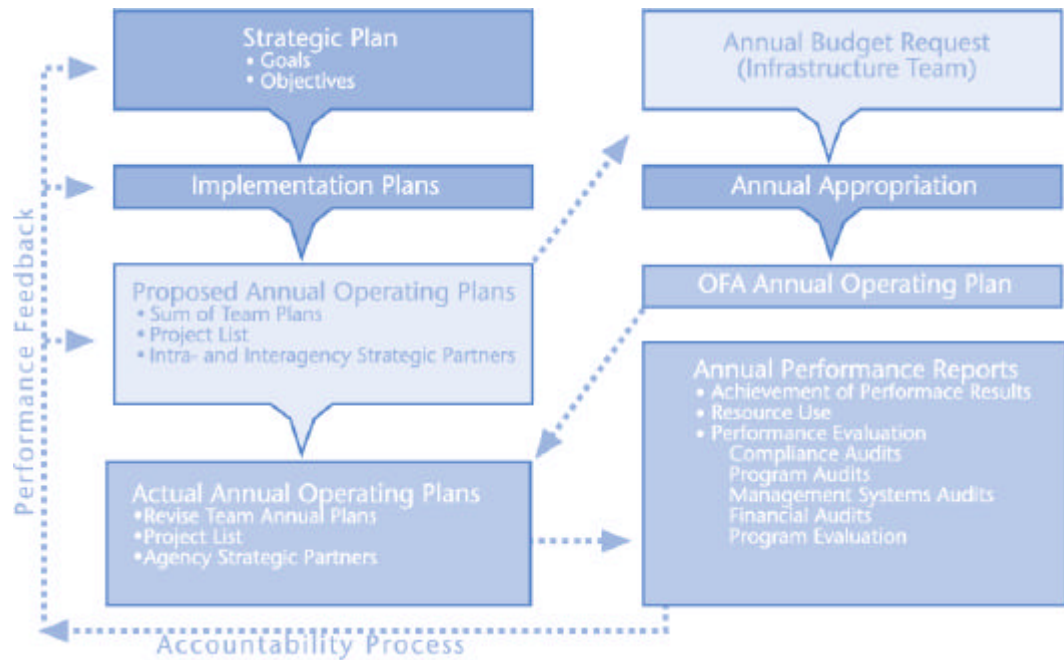 Strategic Plan
• Goals
• Objectives
Implementation Plans
Proposed Annual Operating Plans
• Sum of Team Plans
• Project List
• Intra- and Interagency Strategic Partners
Actual Annual Operating Plans
•Revise Team Annual Plans
•Project List
•Agency Strategic Partners
Annual Budget Request
(Infrastructure Team)
Annual Appropriation
OFA Annual Operating Plan
Annual Performance Reports
• Achievement of Performace Results
• Resource Use
• Performance Evaluation
Compliance Audits
Program Audits
Management Systems Audits
Financial Audits
Program Evaluation
Accountability Process
Performance Feedback